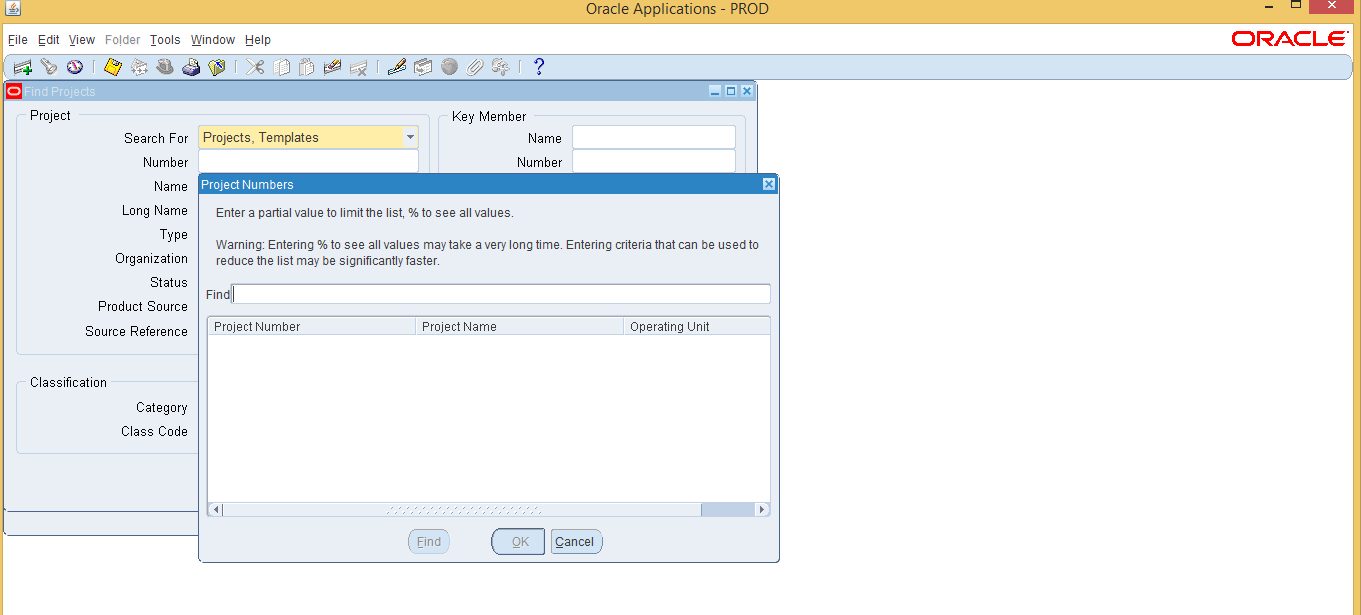 Oracle Applications - PROD
File Edit View Folder Tools Window Help
ORACLE
?
Find Projects
Project
Search For Projects, Templates
Number
Name
Long Name
Type
Organization
Status
Product Source
Source Reference
Key Member
Name
Number
Classification
Category
Class Code
Project Numbers
Enter a partial value to limit the list, % to see all values.
Warning: Entering % to see all values may take a very long time. Entering criteria that can be used to
reduce the list may be significantly faster.
Find
Project Number Project Name Operating Unit
Find OK Cancel